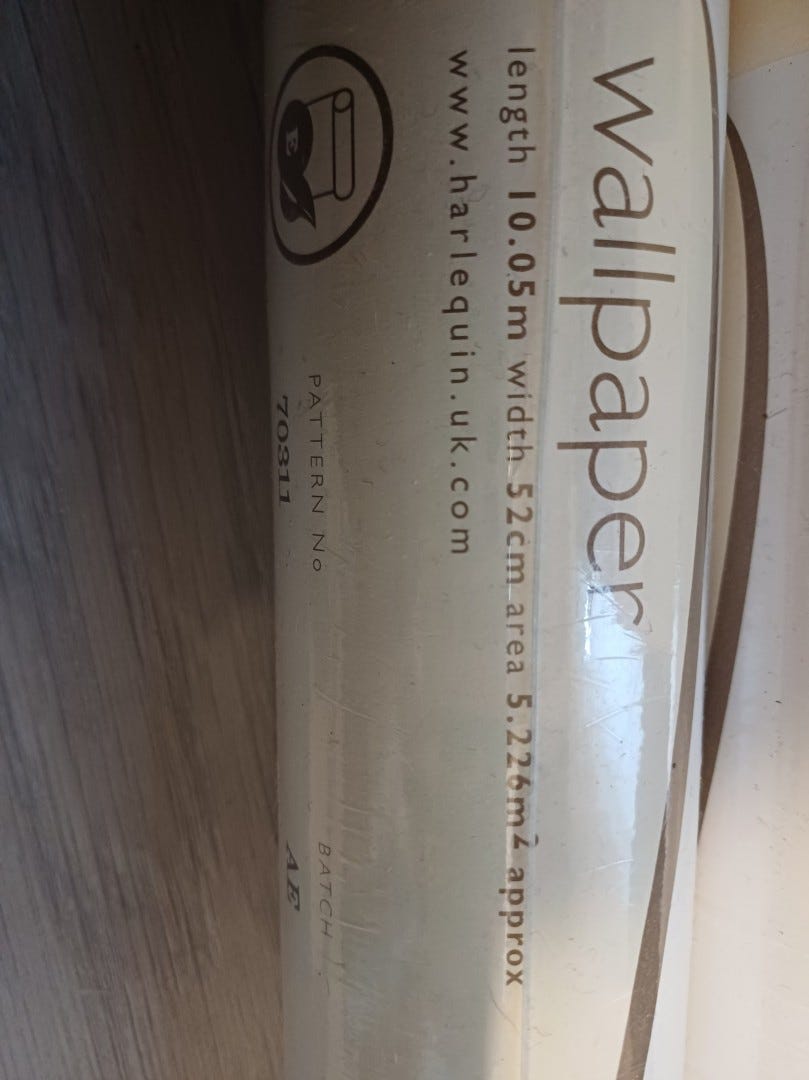 wallpaper
length 10.05m width 52cm area 5.226m² approx
www.harlequin.uk.com
PATTERN No
70311
BATCH
AE
E